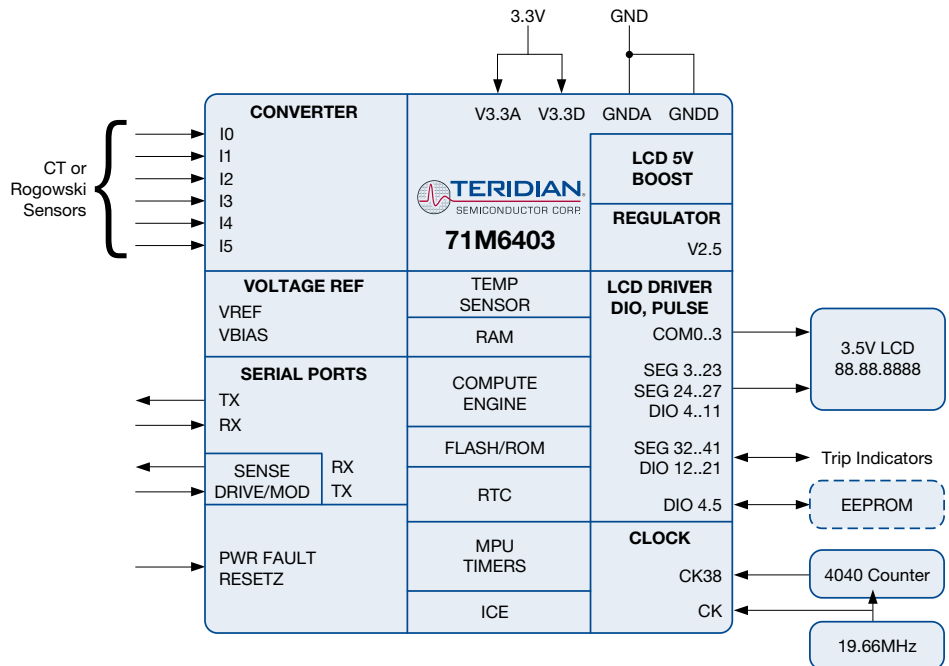 3.3V
GND
V3.3A V3.3D GNDA GNDD
CONVERTER
I0
I1
I2
I3
I4
I5
CT or
Rogowski
Sensors
TERIDIAN
SEMICONDUCTOR CORP.
71M6403
LCD 5V
BOOST
REGULATOR
V2.5
VOLTAGE REF
VREF
VBIAS
TEMP
SENSOR
RAM
LCD DRIVER
DIO, PULSE
COM0..3
SEG 3..23
SEG 24..27
DIO 4..11
SEG 32..41
DIO 12..21
DIO 4.5
3.5V LCD
88.88.8888
Trip Indicators
EEPROM
SERIAL PORTS
TX
RX
SENSE
DRIVE/MOD
RX
TX
COMPUTE
ENGINE
FLASH/ROM
RTC
PWR FAULT
RESETZ
MPU
TIMERS
ICE
CLOCK
CK38
CK
4040 Counter
19.66MHz